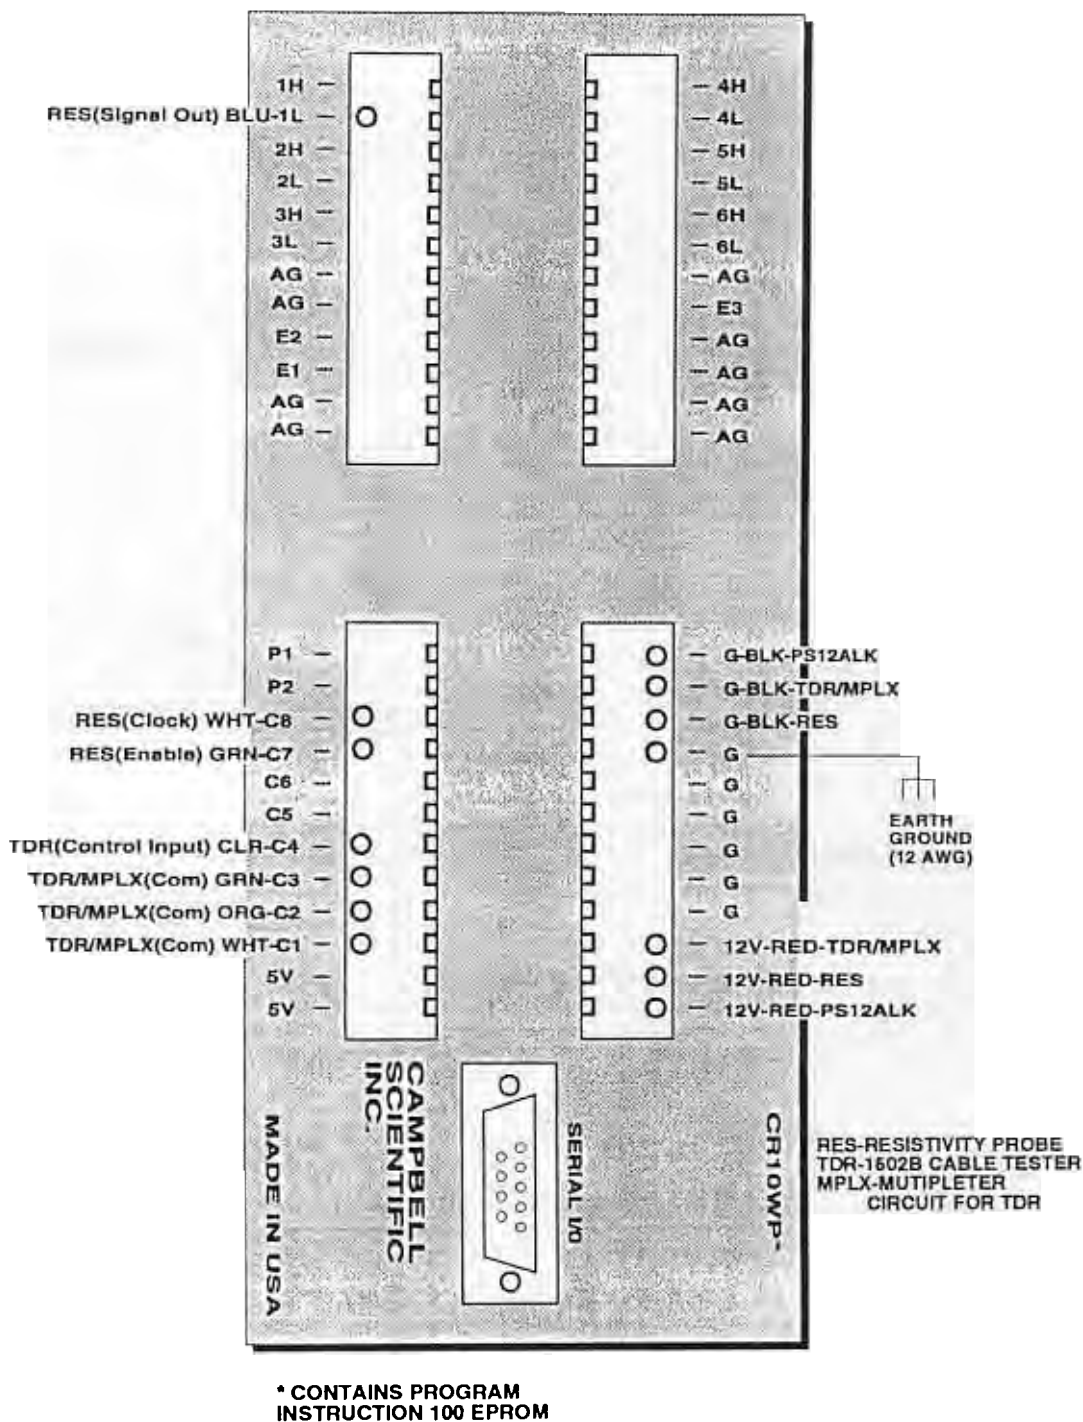 1H
RES(Signal Out) BLU-1L
2H
2L
3H
3L
AG
AG
E2
E1
AG
AG
4H
4L
5H
5L
6H
6L
AG
E3
AG
AG
AG
AG
P1
P2
RES(Clock) WHT-C8
RES(Enable) GRN-C7
C6
C5
TDR(Control Input) CLR-C4
TDR/MPLX(Com) GRN-C3
TDR/MPLX(Com) ORG-C2
TDR/MPLX(Com) WHT-C1
5V
5V
G-BLK-PS12ALK
G-BLK-TDR/MPLX
G-BLK-RES
G
G
G
G
G
G
12V-RED-TDR/MPLX
12V-RED-RES
12V-RED-PS12ALK
EARTH
GROUND
(12 AWG)
MADE IN USA
CAMPBELL
SCIENTIFIC
INC.
SERIAL I/O
CR10WP*
RES-RESISTIVITY PROBE
TDR-1502B CABLE TESTER
MPLX-MUTIPLETER
CIRCUIT FOR TDR
* CONTAINS PROGRAM
INSTRUCTION 100 EPROM